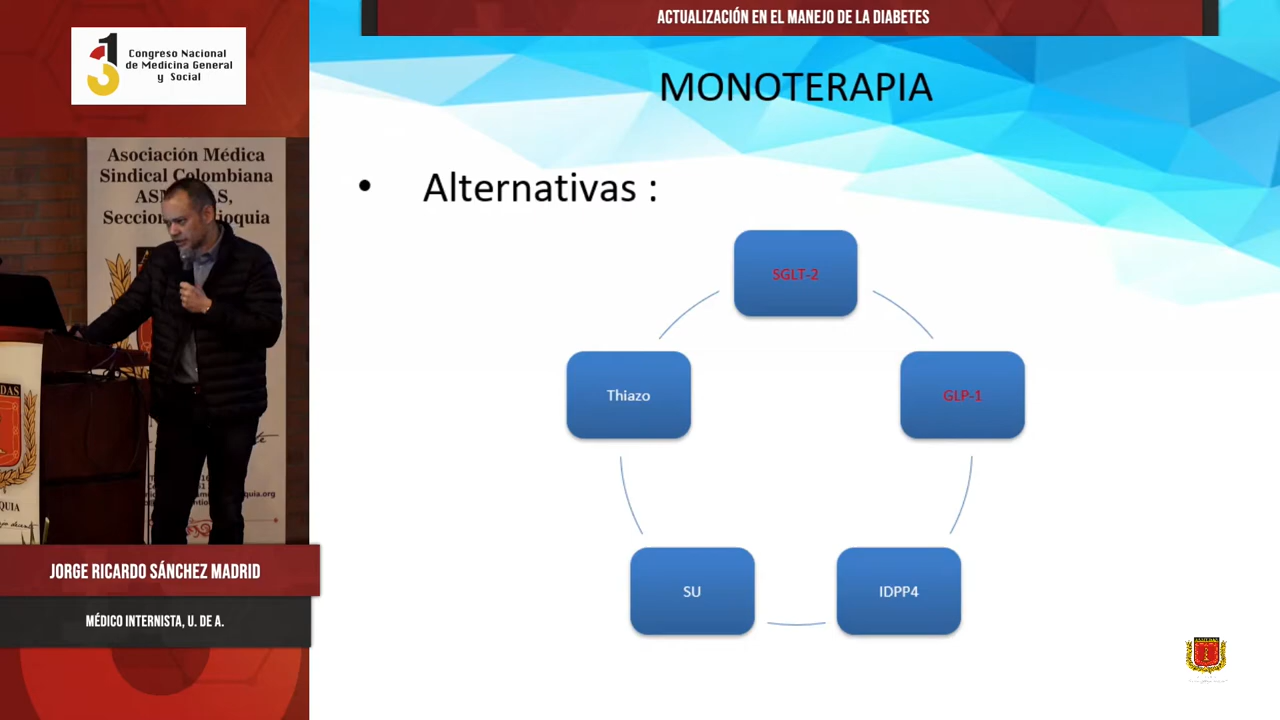 ACTUALIZACIÓN EN EL MANEJO DE LA DIABETES
Congreso Nacional
de Medicina General
y Social
MONOTERAPIA
Asociación Médica
Sindical Colombiana
• Alternativas :
SGLT-2
Thiazo
GLP-1
SU
IDPP4
JORGE RICARDO SÁNCHEZ MADRID
MÉDICO INTERNISTA, U. DE A.